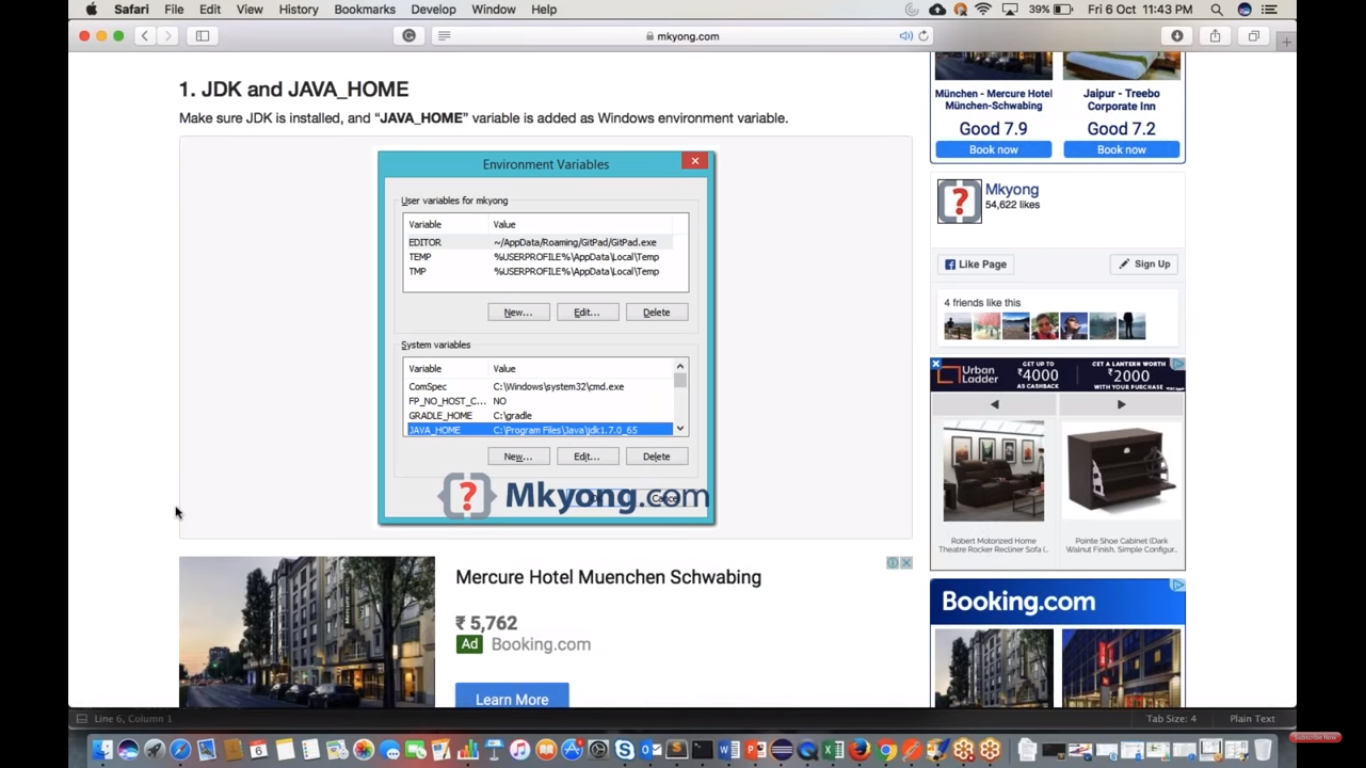 Safari File Edit View History Bookmarks Develop Window Help 39% Fri 6 Oct 11:43 PM
mkyong.com
1. JDK and JAVA_HOME
Make sure JDK is installed, and “JAVA_HOME” variable is added as Windows environment variable.
Environment Variables
User variables for mkyong
Variable Value
EDITOR ~/AppData/Roaming/GitPad/GitPad.exe
TEMP %USERPROFILE%\AppData\Local\Temp
TMP %USERPROFILE%\AppData\Local\Temp
New... Edit... Delete
System variables
Variable Value
ComSpec C:\Windows\system32\cmd.exe
FP_NO_HOST_C... NO
GRADLE_HOME C:\gradle
JAVA_HOME C:\Program Files\Java\jdk1.7.0_65
New... Edit... Delete
Mkyong.com
Cancel
Mercure Hotel Muenchen Schwabing
₹ 5,762
Ad Booking.com
Learn More
München - Mercure Hotel
München-Schwabing
Good 7.9
Book now
Jaipur - Treebo
Corporate Inn
Good 7.2
Book now
Mkyong
54,622 likes
Like Page
Sign Up
4 friends like this
Urban
Ladder
GET UP TO
₹4000
AS CASHBACK
GET A LANTERN WORTH
₹2000
WITH YOUR PURCHASE
Robert Motorized Home
Theatre Rocker Recliner Sofa (..
Pointe Shoe Cabinet (Dark
Walnut Finish, Simple Configur..
Booking.com
Line 6, Column 1
Tab Size: 4 Plain Text
Subscribe Now